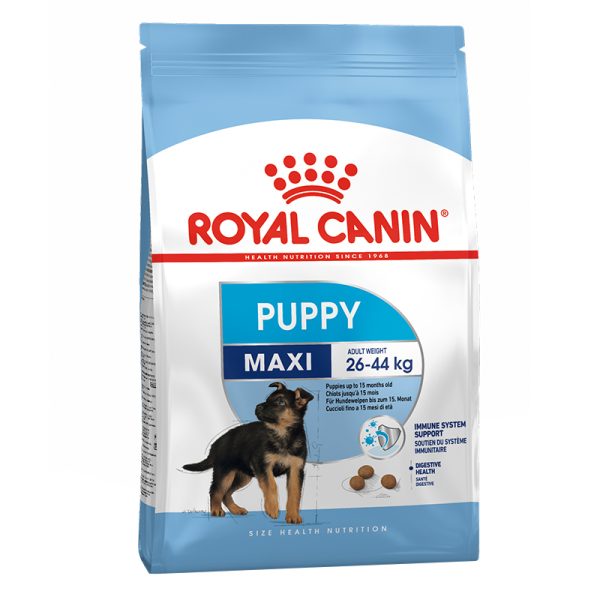 ROYAL CANIN®
HEALTH NUTRITION SINCE 1968
PUPPY
MAXI
ADULT WEIGHT
26-44 kg
Puppies up to 15 months old
Chiots jusqu'à 15 mois
Für Hundewelpen bis zum 15. Monat
Cuccioli fino a 15 mesi di età
IMMUNE SYSTEM
SUPPORT
SOUTIEN DU SYSTÈME
IMMUNITAIRE
DIGESTIVE
HEALTH
SANTÉ
DIGESTIVE
SIZE HEALTH NUTRITION